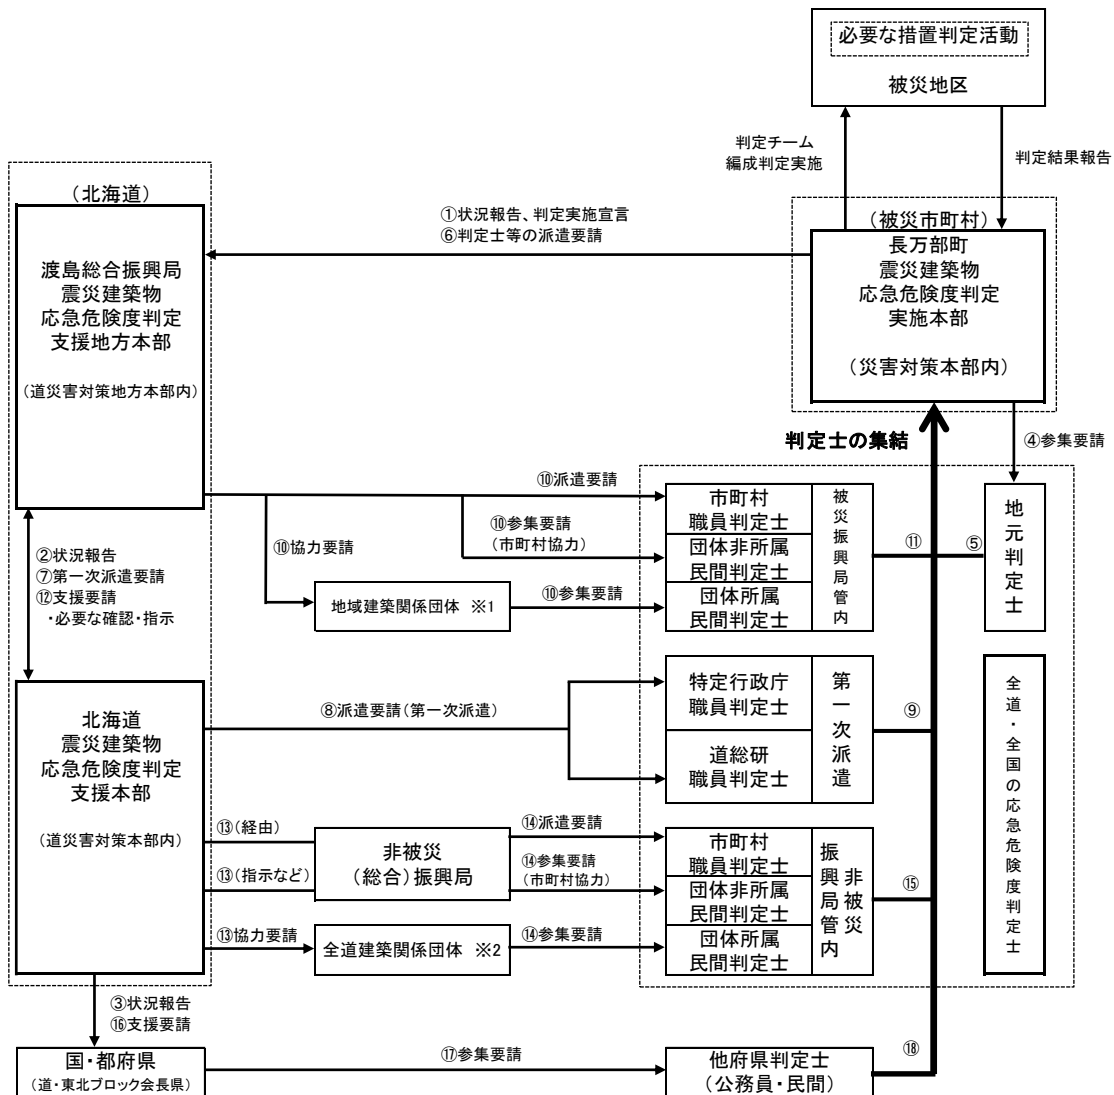 必要な措置判定活動
被災地区
判定チーム
編成判定実施
判定結果報告
（北海道）
渡島総合振興局
震災建築物
応急危険度判定
支援地方本部
（道災害対策地方本部内）
①状況報告、判定実施宣言
⑥判定士等の派遣要請
（被災市町村）
長万部町
震災建築物
応急危険度判定
実施本部
（災害対策本部内）
判定士の集結
④参集要請
⑩派遣要請
⑩参集要請
（市町村協力）
⑩協力要請
地域建築関係団体 ※1
⑩参集要請
市町村
職員判定士
団体非所属
民間判定士
団体所属
民間判定士
被災振興局管内
⑪
⑤
地元判定士
②状況報告
⑦第一次派遣要請
⑫支援要請
・必要な確認・指示
北海道
震災建築物
応急危険度判定
支援本部
（道災害対策本部内）
⑧派遣要請（第一次派遣）
特定行政庁
職員判定士
道総研
職員判定士
第一次派遣
⑨
全道・全国の応急危険度判定士
⑬（経由）
⑬（指示など）
非被災
（総合）振興局
⑭派遣要請
⑭参集要請
（市町村協力）
⑬協力要請
全道建築関係団体 ※2
⑭参集要請
市町村
職員判定士
団体非所属
民間判定士
団体所属
民間判定士
非被災
振興局管内
⑮
③状況報告
⑯支援要請
国・都府県
（道・東北ブロック会長県）
⑰参集要請
他府県判定士
（公務員・民間）
⑱